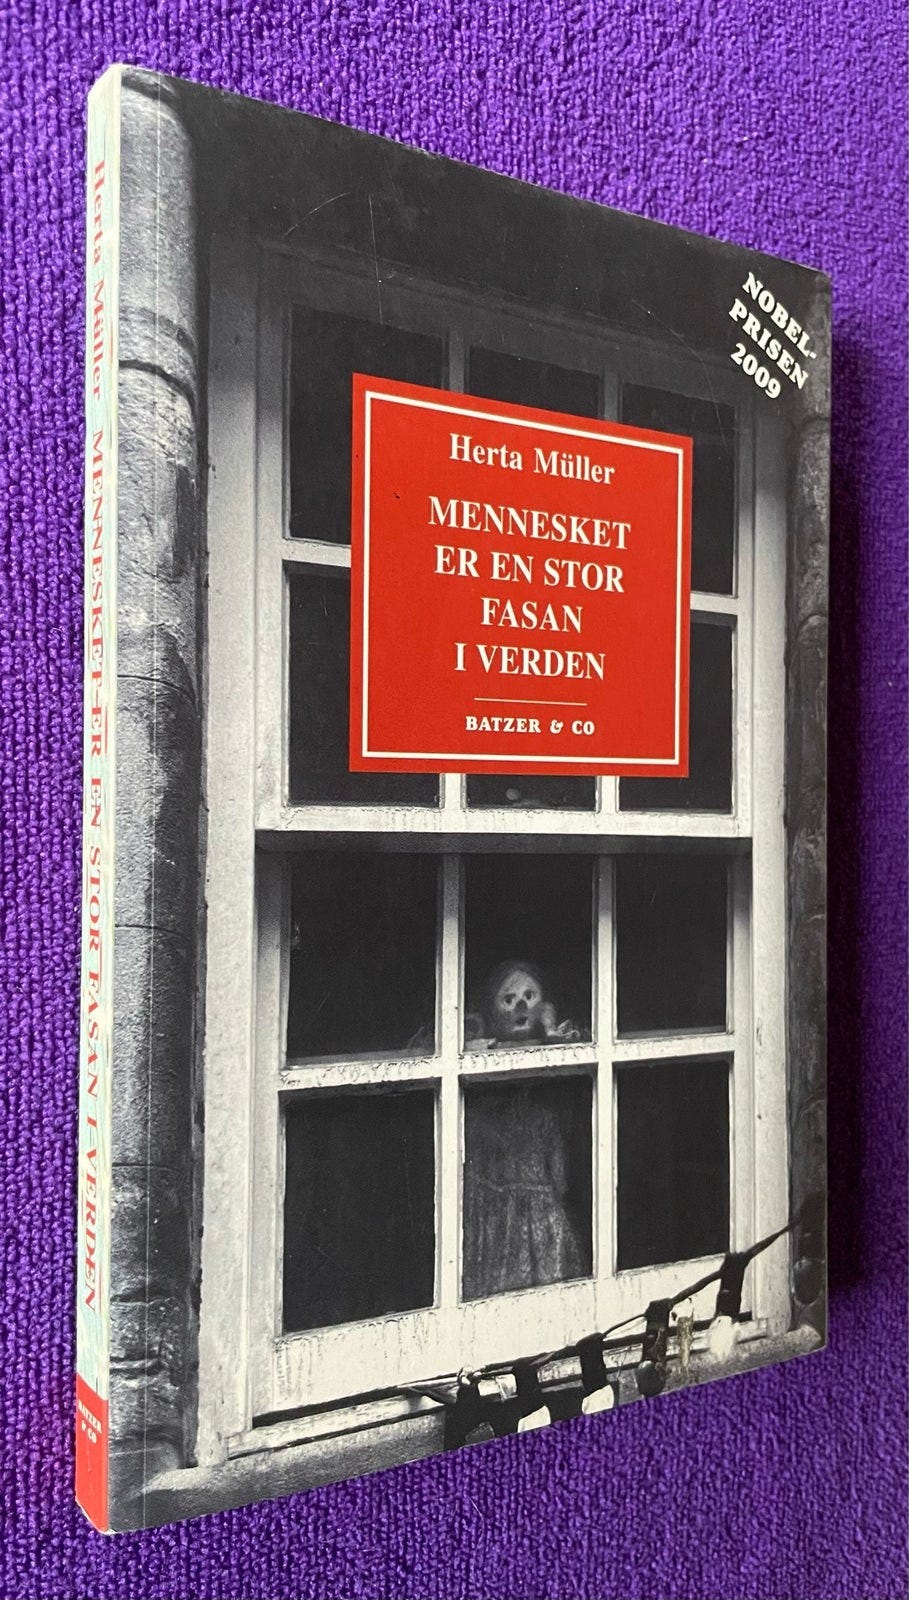 NOBEL-
PRISEN
2009
Herta Müller
MENNESKET
ER EN STOR
FASAN
I VERDEN
BATZER & CO
Herta Müller MENNESKET ER EN STOR FASAN I VERDEN
BATZER
& CO